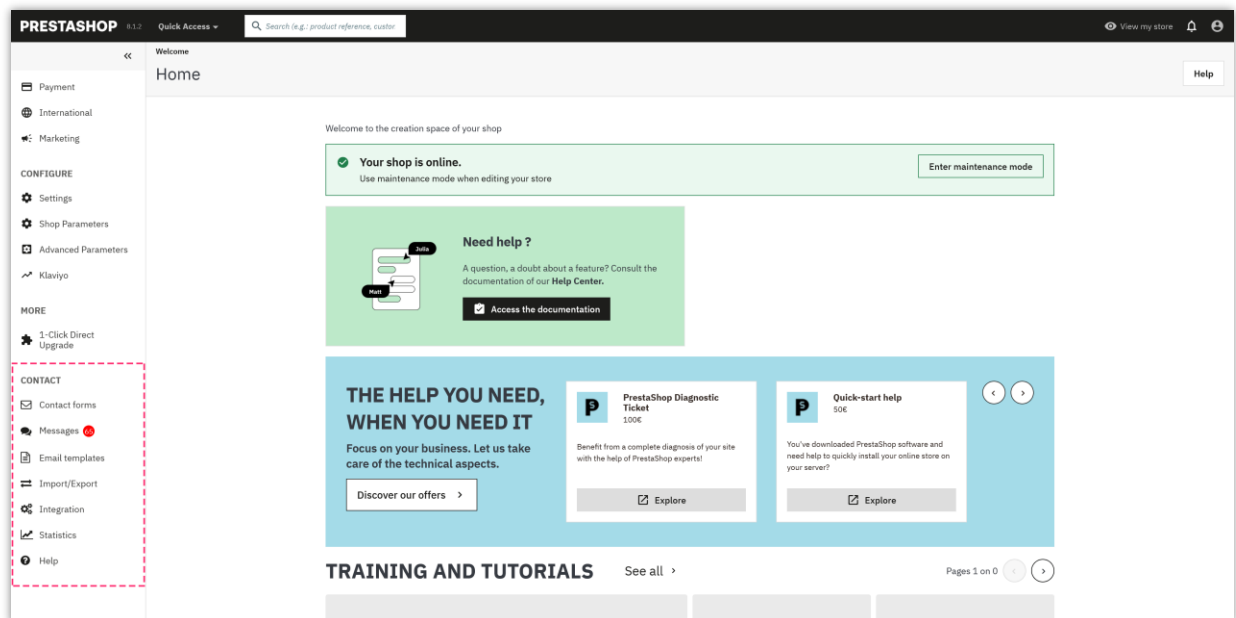 PRESTASHOP 8.1.2 Quick Access Search (e.g.: product reference, custor View my store
Welcome
Home
Help
Payment
International
Marketing
CONFIGURE
Settings
Shop Parameters
Advanced Parameters
Klaviyo
MORE
1-Click Direct
Upgrade
CONTACT
Contact forms
Messages 65
Email templates
Import/Export
Integration
Statistics
Help
Welcome to the creation space of your shop
Your shop is online.
Use maintenance mode when editing your store
Enter maintenance mode
Julia
Matt
Need help ?
A question, a doubt about a feature? Consult the
documentation of our Help Center.
Access the documentation
THE HELP YOU NEED,
WHEN YOU NEED IT
Focus on your business. Let us take
care of the technical aspects.
Discover our offers
PrestaShop Diagnostic
Ticket
100€
Benefit from a complete diagnosis of your site
with the help of PrestaShop experts!
Explore
Quick-start help
50€
You've downloaded PrestaShop software and
need help to quickly install your online store on
your server?
Explore
TRAINING AND TUTORIALS See all
Pages 1 on 0